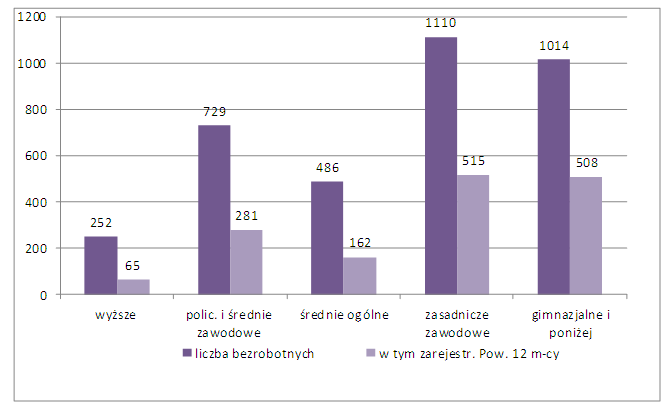 1200
1000
800
600
400
200
0
252
65
729
281
486
162
1110
515
1014
508
wyższe
polic. i średnie
zawodowe
średnie ogólne
zasadnicze
zawodowe
gimnazjalne i
poniżej
liczba bezrobotnych
w tym zarejestr. Pow. 12 m-cy